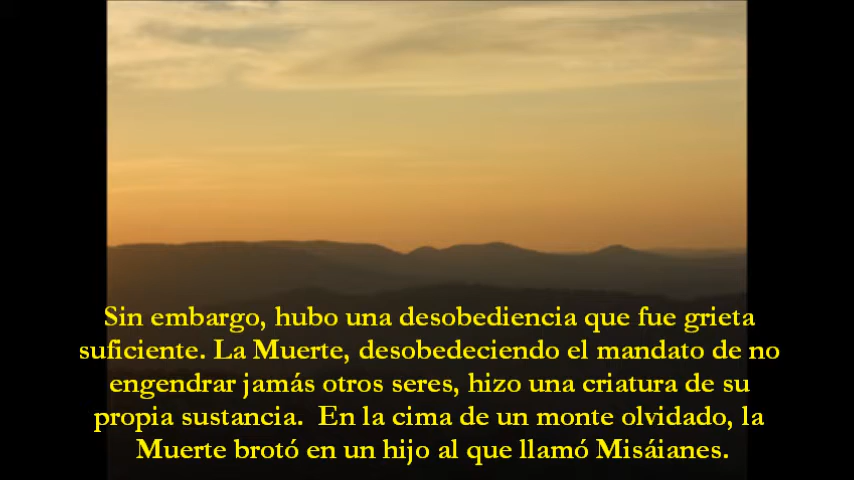 Sin embargo, hubo una desobediencia que fue grieta
suficiente. La Muerte, desobedeciendo el mandato de no
engendrar jamás otros seres, hizo una criatura de su
propia sustancia.  En la cima de un monte olvidado, la
Muerte brotó en un hijo al que llamó Misáianes.